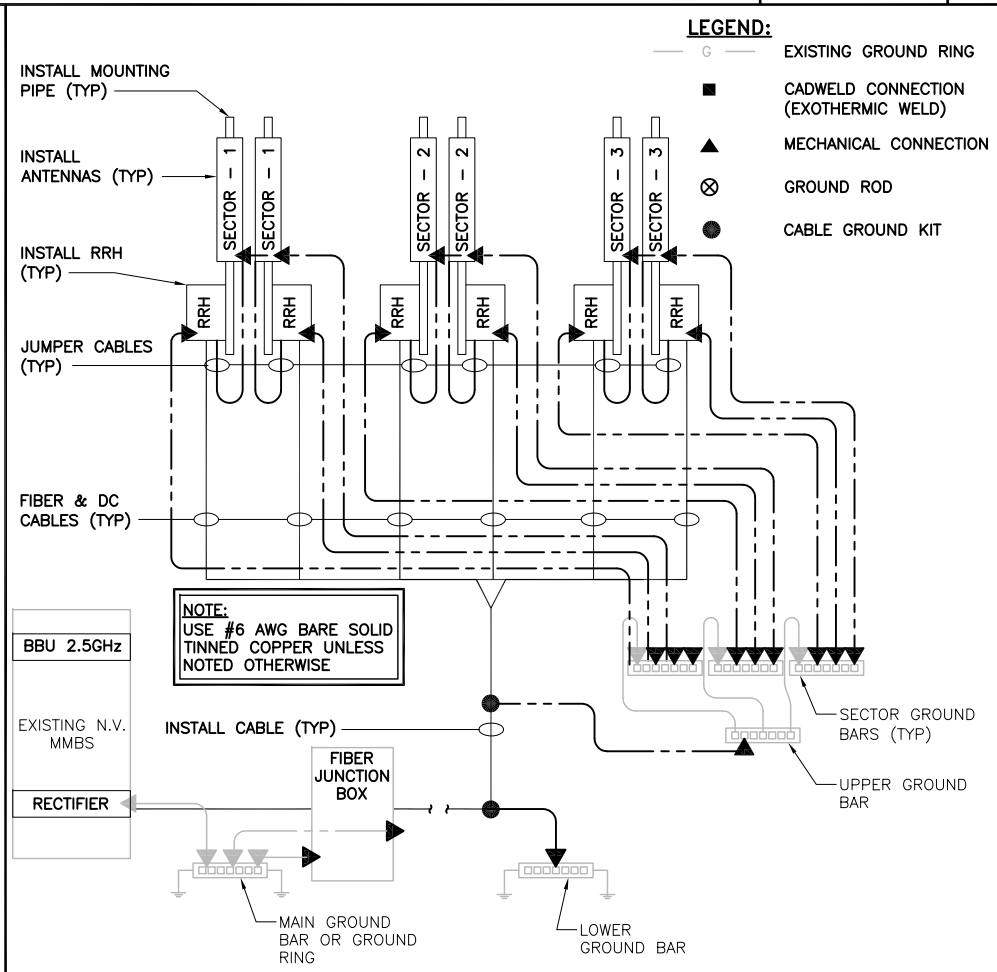 LEGEND:
G
EXISTING GROUND RING
CADWELD CONNECTION
(EXOTHERMIC WELD)
MECHANICAL CONNECTION
GROUND ROD
CABLE GROUND KIT
INSTALL MOUNTING
PIPE (TYP)
INSTALL
ANTENNAS (TYP)
SECTOR - 1
SECTOR - 1
SECTOR - 2
SECTOR - 2
SECTOR - 3
SECTOR - 3
INSTALL RRH
(TYP)
RRH
RRH
RRH
RRH
RRH
RRH
JUMPER CABLES
(TYP)
FIBER & DC
CABLES (TYP)
NOTE:
USE #6 AWG BARE SOLID
TINNED COPPER UNLESS
NOTED OTHERWISE
BBU 2.5GHz
EXISTING N.V.
MMBS
RECTIFIER
INSTALL CABLE (TYP)
FIBER
JUNCTION
BOX
SECTOR GROUND
BARS (TYP)
UPPER GROUND
BAR
MAIN GROUND
BAR OR GROUND
RING
LOWER
GROUND BAR